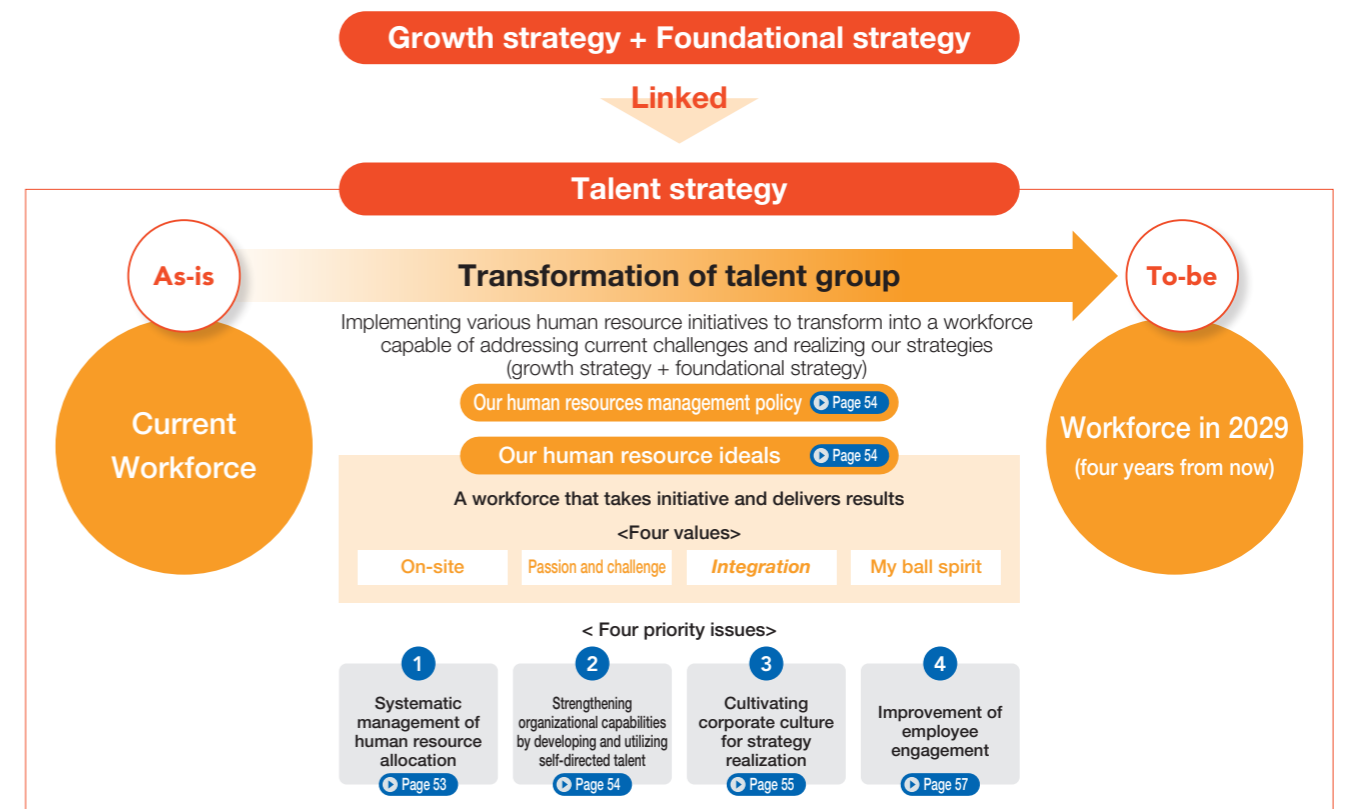 Growth strategy + Foundational strategy
Linked
Talent strategy
As-is
Transformation of talent group
To-be
Implementing various human resource initiatives to transform into a workforce
capable of addressing current challenges and realizing our strategies
(growth strategy + foundational strategy)
Current
Workforce
Workforce in 2029
(four years from now)
Our human resources management policy Page 54
Our human resource ideals Page 54
A workforce that takes initiative and delivers results
<Four values>
On-site
Passion and challenge
Integration
My ball spirit
< Four priority issues>
1
Systematic
management of
human resource
allocation
Page 53
2
Strengthening
organizational capabilities
by developing and utilizing
self-directed talent
Page 54
3
Cultivating
corporate culture
for strategy
realization
Page 55
4
Improvement of
employee
engagement
Page 57